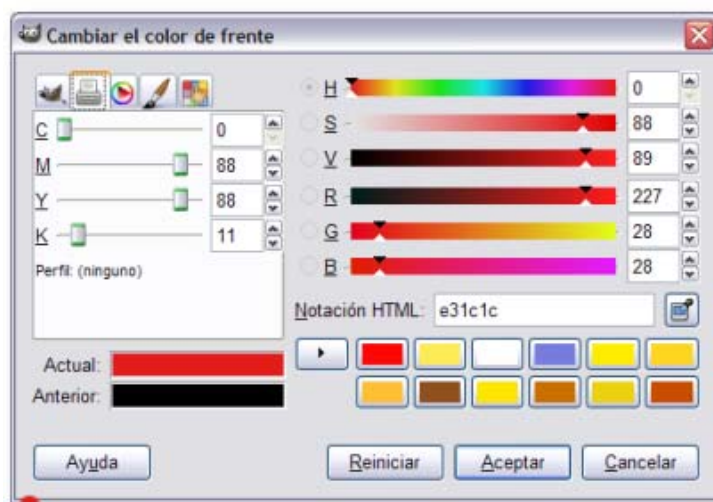 Cambiar el color de frente
C 0
M 88
Y 88
K 11
Perfil: (ninguno)
H 0
S 88
V 89
R 227
G 28
B 28
Notación HTML: e31c1c
Actual:
Anterior:
Ayuda
Reiniciar
Aceptar
Cancelar